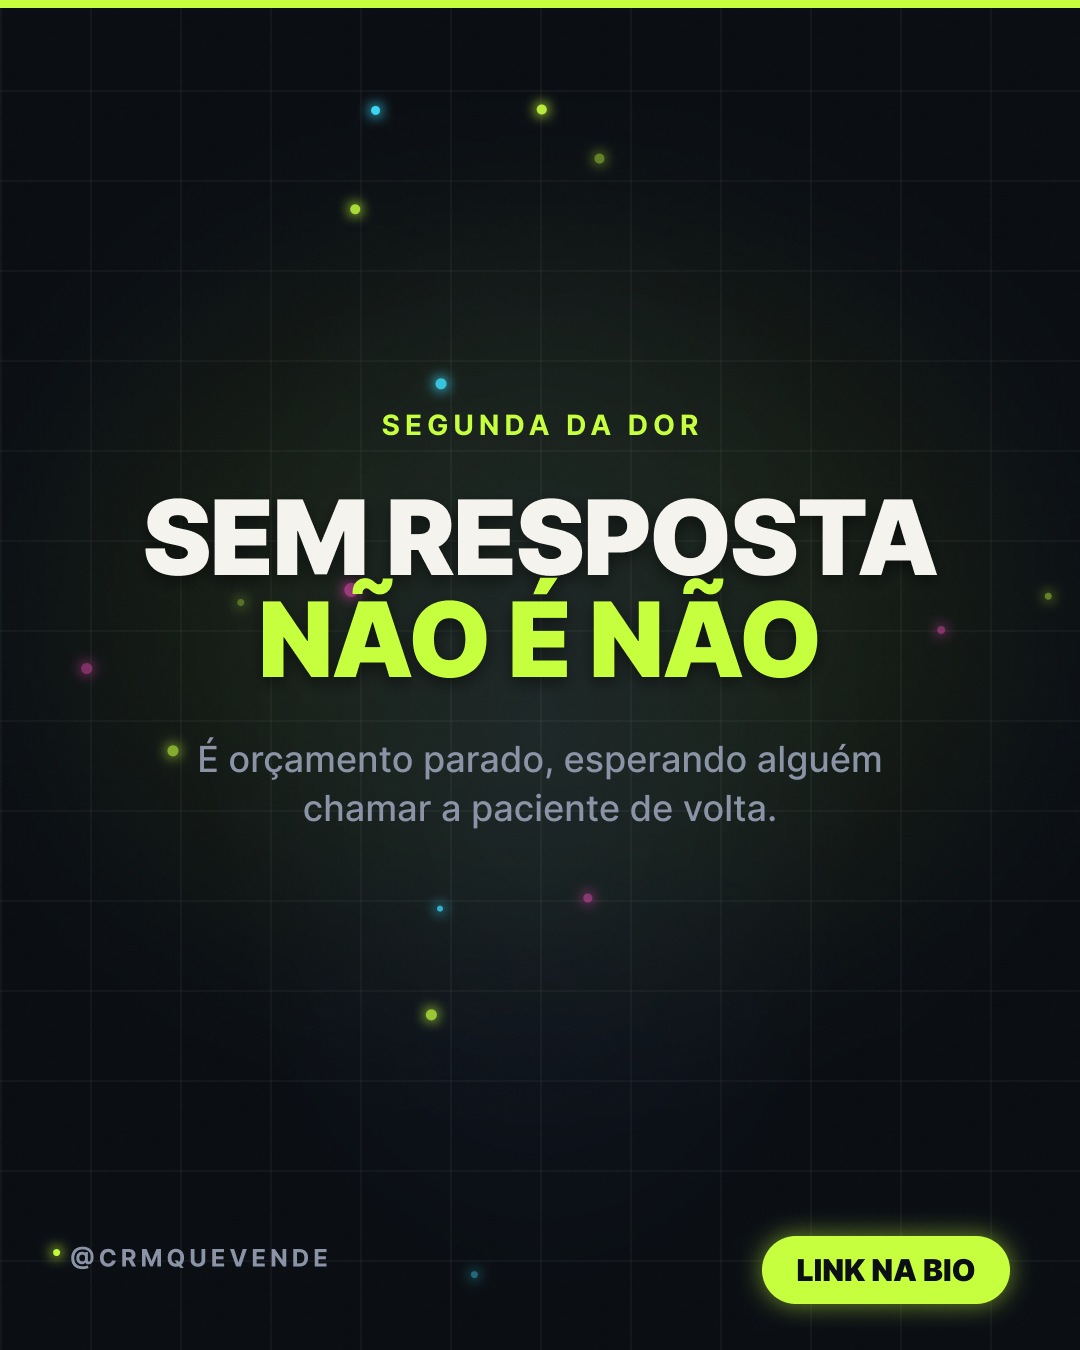 SEGUNDA DA DOR
SEM RESPOSTA
NÃO É NÃO
É orçamento parado, esperando alguém
chamar a paciente de volta.
@CRMQUEVENDE
LINK NA BIO